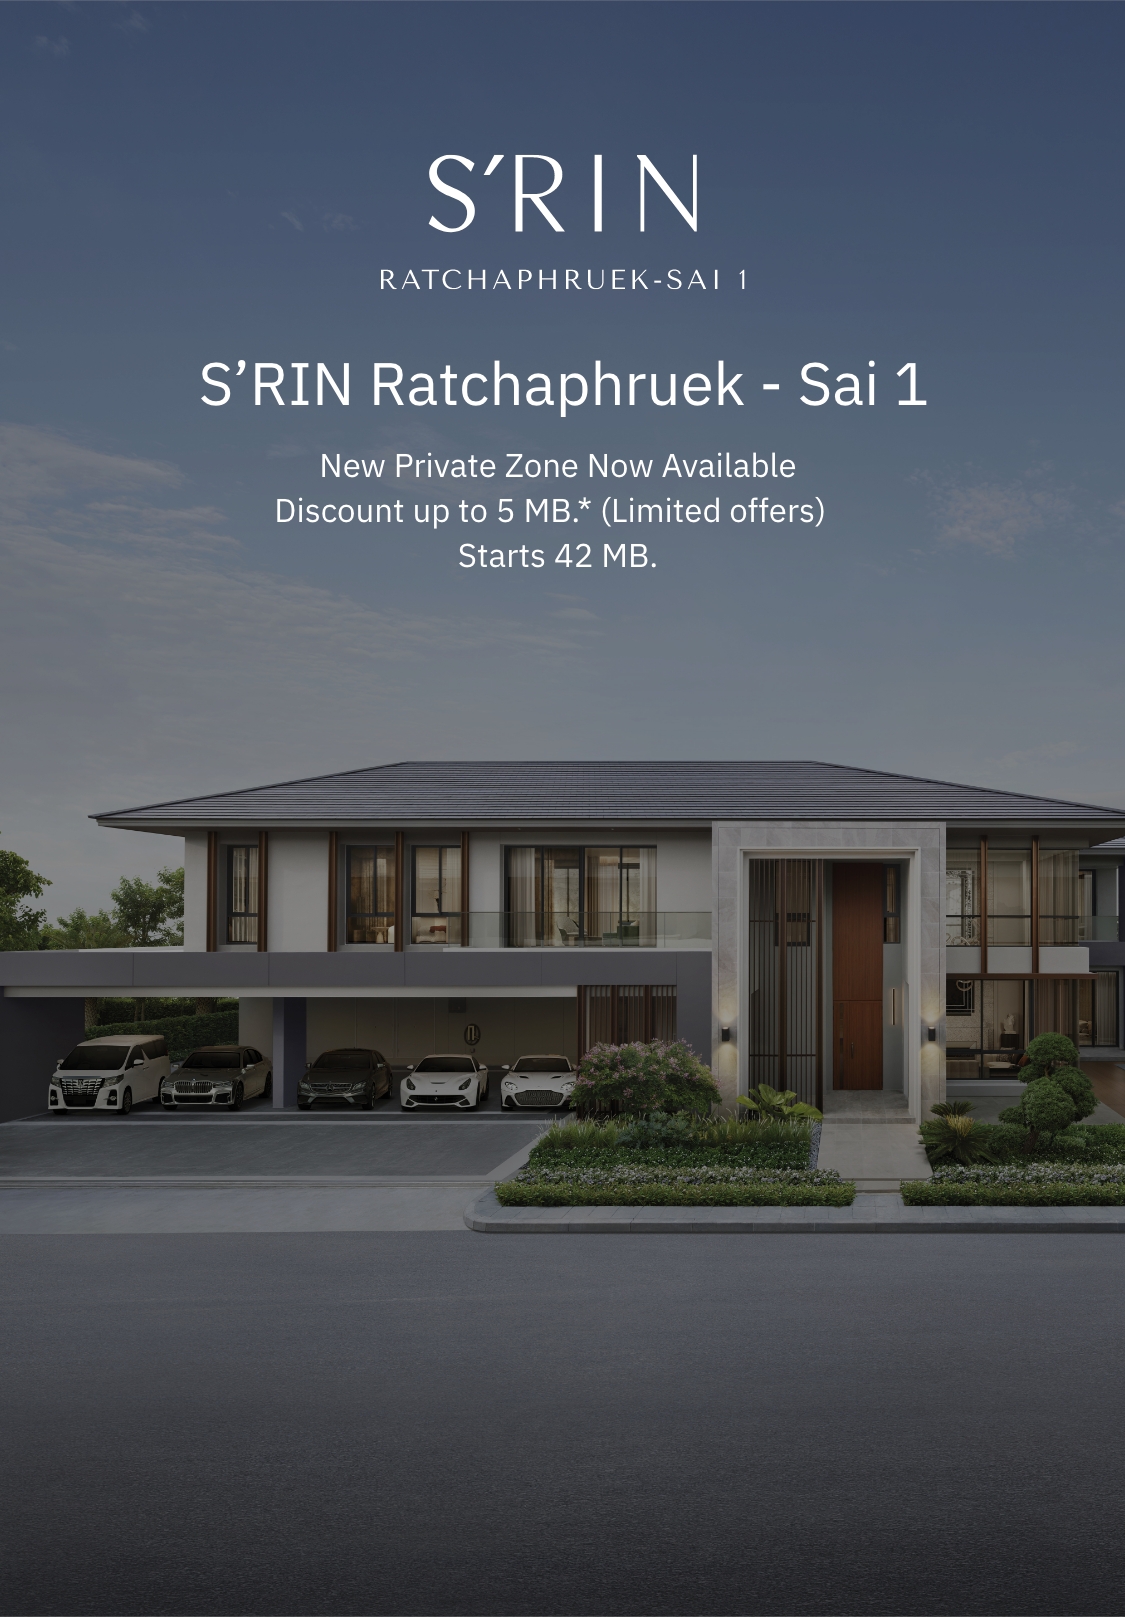 S’RIN
RATCHAPHRUEK-SAI 1
S’RIN Ratchaphruek - Sai 1
New Private Zone Now Available
Discount up to 5 MB.* (Limited offers)
Starts 42 MB.